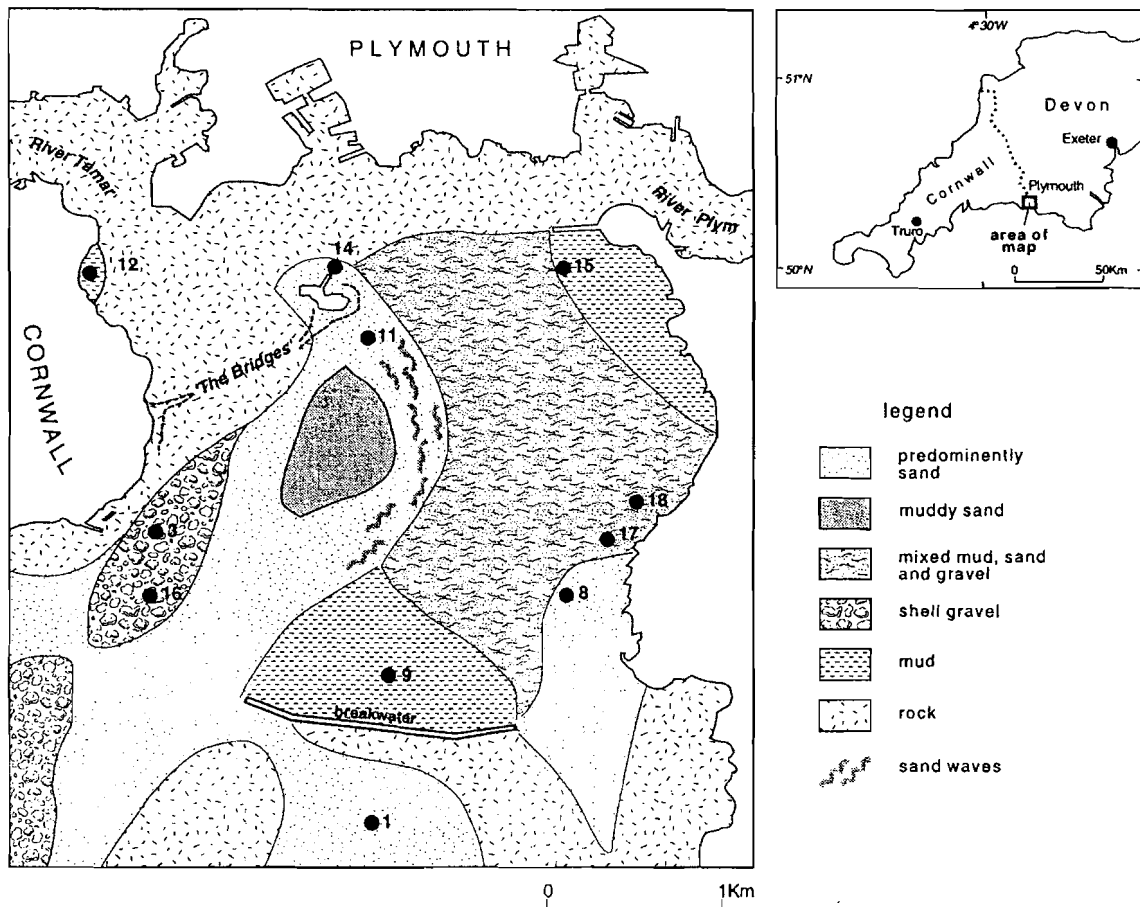 PLYMOUTH
River Tamar
River Plym
12
14
15
11
'The Bridges'
CORNWALL
18
3
17
16
8
9
breakwater
1
0 1Km
4°30W
51°N
Devon
Exeter
Cornwall
Plymouth
Truro
area of
map
50°N
0 50Km
legend
predominently
sand
muddy sand
mixed mud, sand
and gravel
shell gravel
mud
rock
sand waves